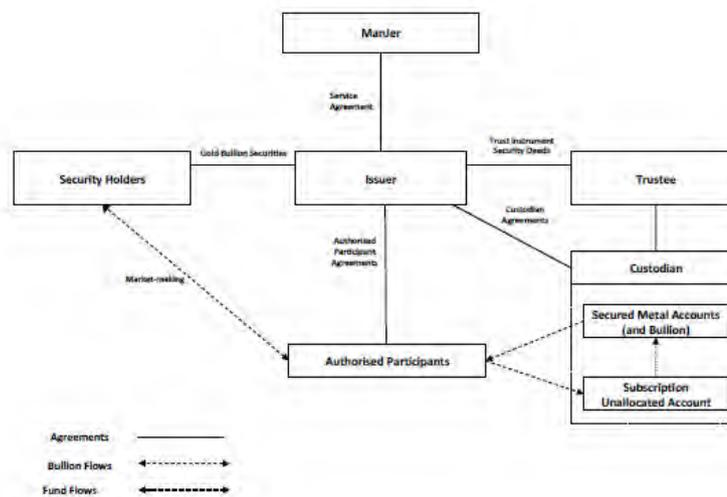 ManJer
Service
Agreement
Gold Bullion Securities
Trust Instrument
Security Deeds
Security Holders
Issuer
Trustee
Custodian
Agreements
Authorised
Participant
Agreements
Custodian
Market-making
Secured Metal Accounts
(and Bullion)
Authorised Participants
Subscription
Unallocated Account
Agreements
Bullion Flows
Fund Flows